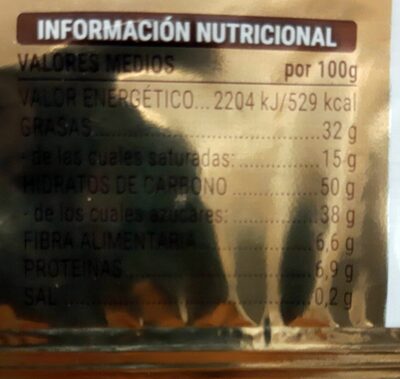 INFORMACIÓN NUTRICIONAL
VALORES MEDIOS por 100g
VALOR ENERGÉTICO... 2204 kJ/529 kcal
GRASAS 32 g
- de las cuales saturadas: 15 g
HIDRATOS DE CARBONO 50 g
- de los cuales azúcares: 38 g
FIBRA ALIMENTARIA 6,6 g
PROTEÍNAS 6,9 g
SAL 0,2 g